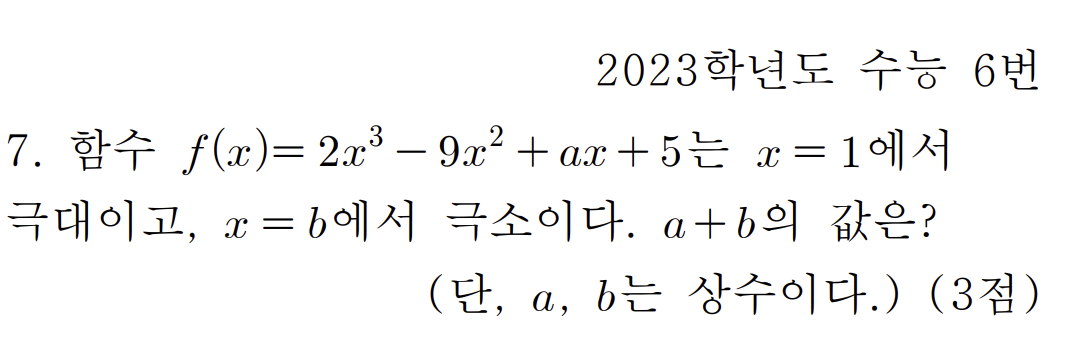 2023학년도 수능 6번
7. 함수 f(x)=2x³−9x²+ax+5는 x=1에서
극대이고, x=b에서 극소이다. a+b의 값은?
(단, a, b는 상수이다.) (3점)